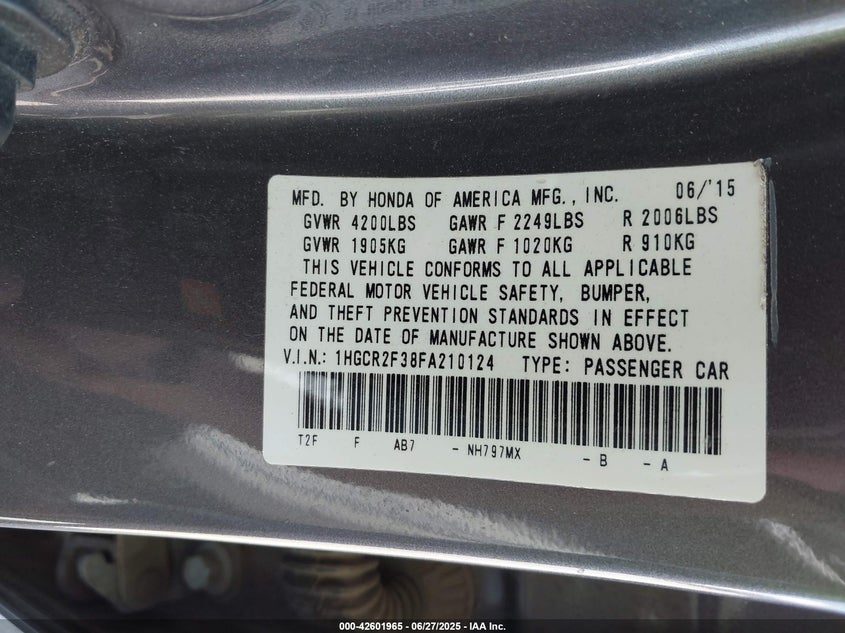 MFD. BY HONDA OF AMERICA MFG., INC. 06/'15
GVWR 4200LBS GAWR F 2249LBS R 2006LBS
GVWR 1905KG GAWR F 1020KG R 910KG
THIS VEHICLE CONFORMS TO ALL APPLICABLE
FEDERAL MOTOR VEHICLE SAFETY, BUMPER,
AND THEFT PREVENTION STANDARDS IN EFFECT
ON THE DATE OF MANUFACTURE SHOWN ABOVE.
V.I.N.: 1HGCR2F38FA210124 TYPE: PASSENGER CAR
T2F F AB7 - NH797MX - B - A
000-42601965 - 06/27/2025 - IAA Inc.